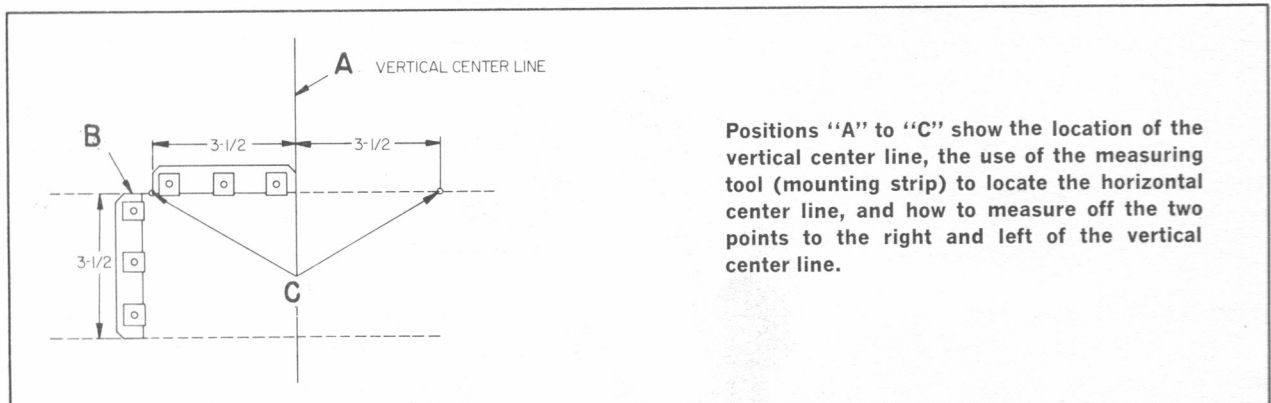 A VERTICAL CENTER LINE
B
3-1/2
3-1/2
3-1/2
C
Positions “A” to “C” show the location of the
vertical center line, the use of the measuring
tool (mounting strip) to locate the horizontal
center line, and how to measure off the two
points to the right and left of the vertical
center line.